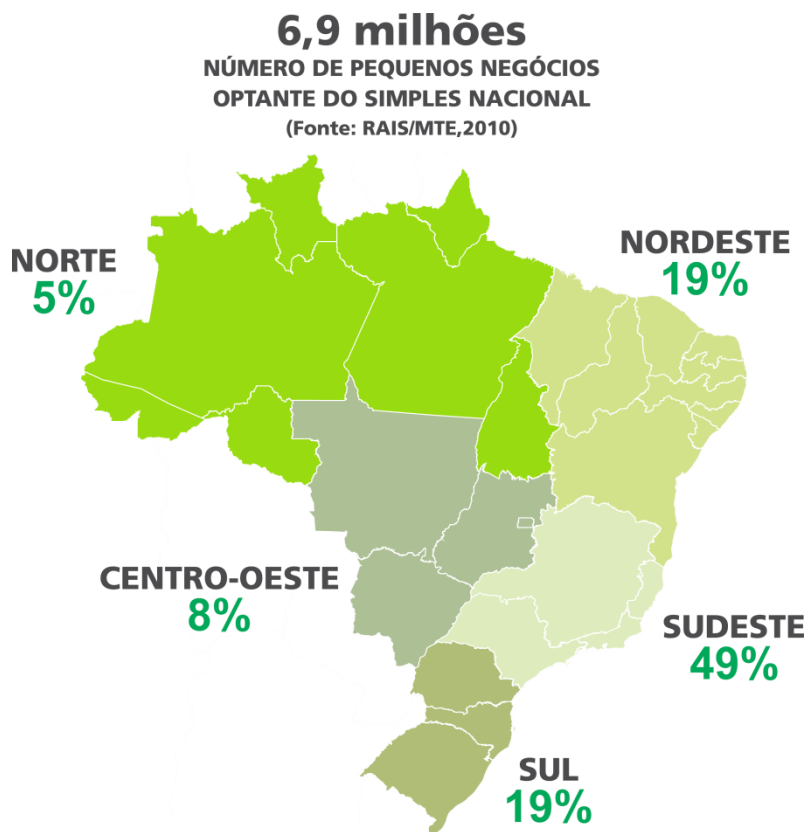 6,9 milhões
NÚMERO DE PEQUENOS NEGÓCIOS
OPTANTE DO SIMPLES NACIONAL
(Fonte: RAIS/MTE,2010)
NORTE
5%
NORDESTE
19%
CENTRO-OESTE
8%
SUDESTE
49%
SUL
19%